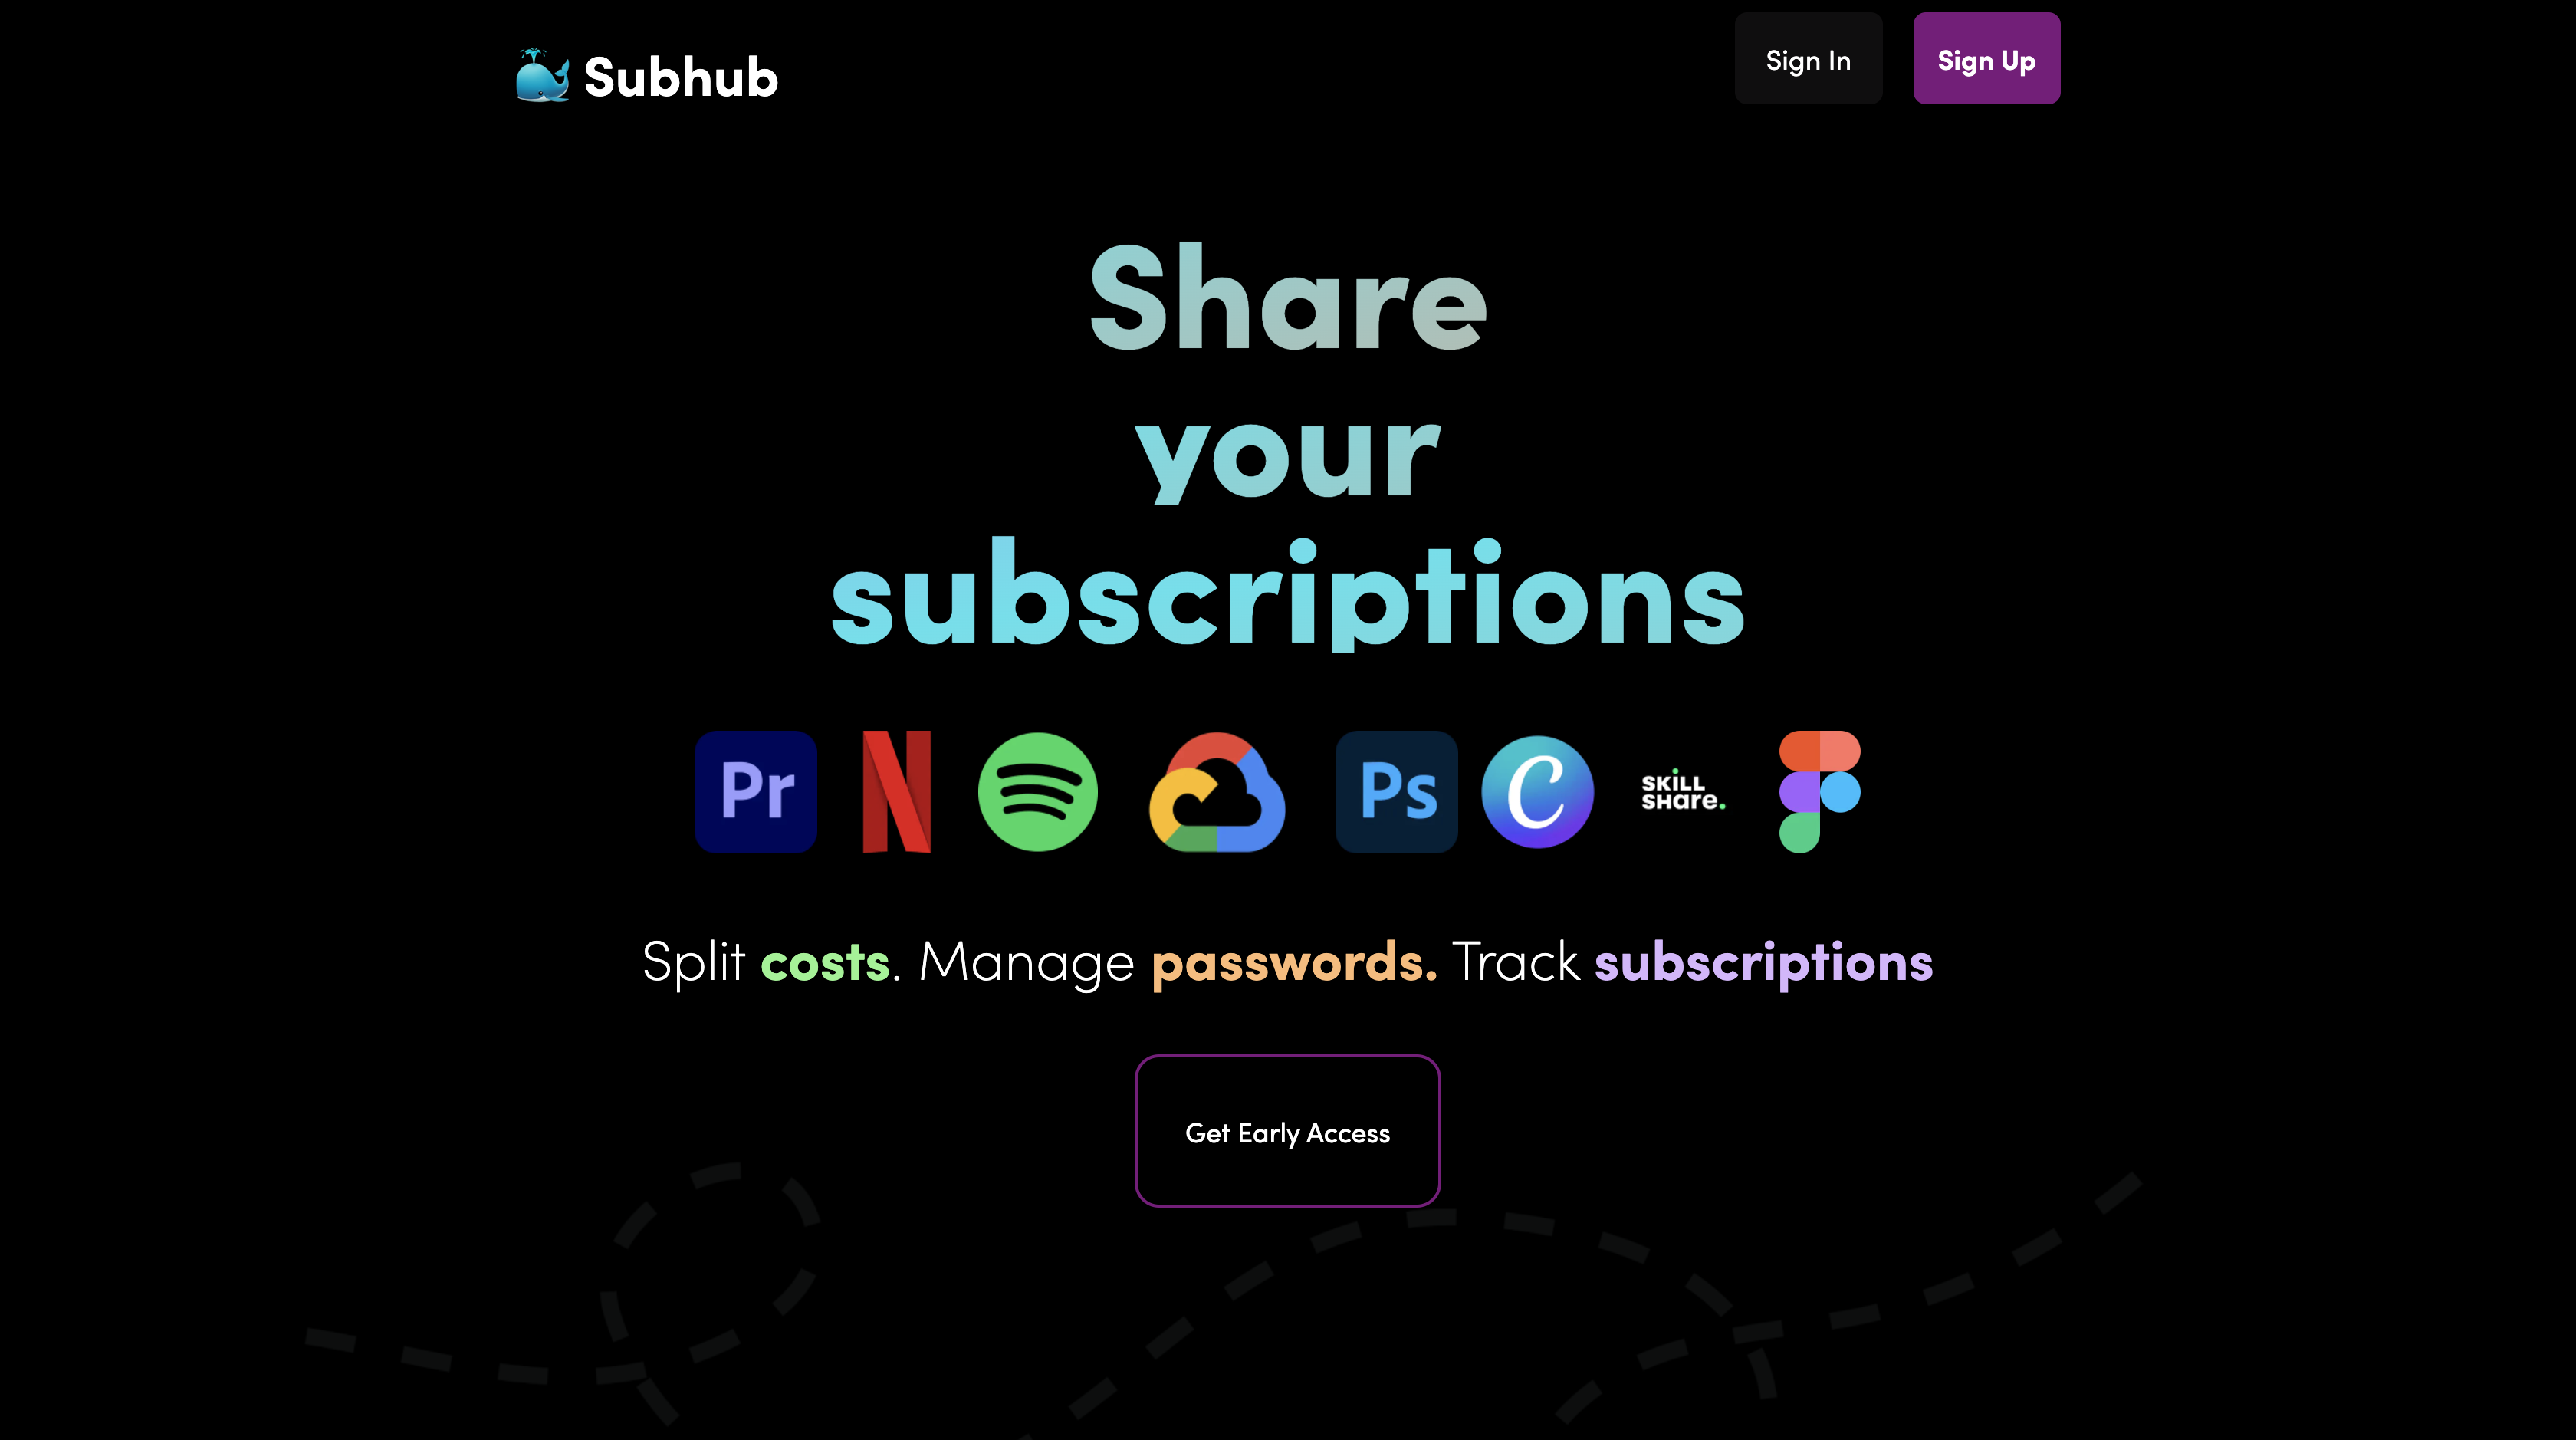 Subhub
Sign In
Sign Up
Share
your
subscriptions
Pr
N
Ps
C
SKiLL
SHare.
Split costs. Manage passwords. Track subscriptions
Get Early Access